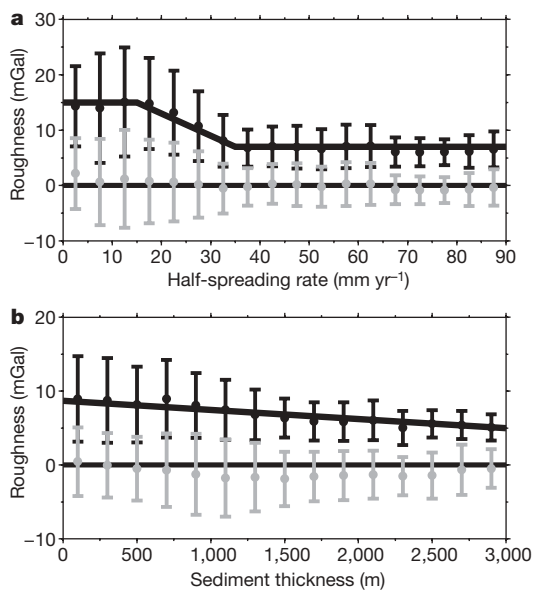 a
30
20
10
0
−10
Roughness (mGal)
0 10 20 30 40 50 60 70 80 90
Half-spreading rate (mm yr⁻¹)
b
20
10
0
−10
Roughness (mGal)
0 500 1,000 1,500 2,000 2,500 3,000
Sediment thickness (m)